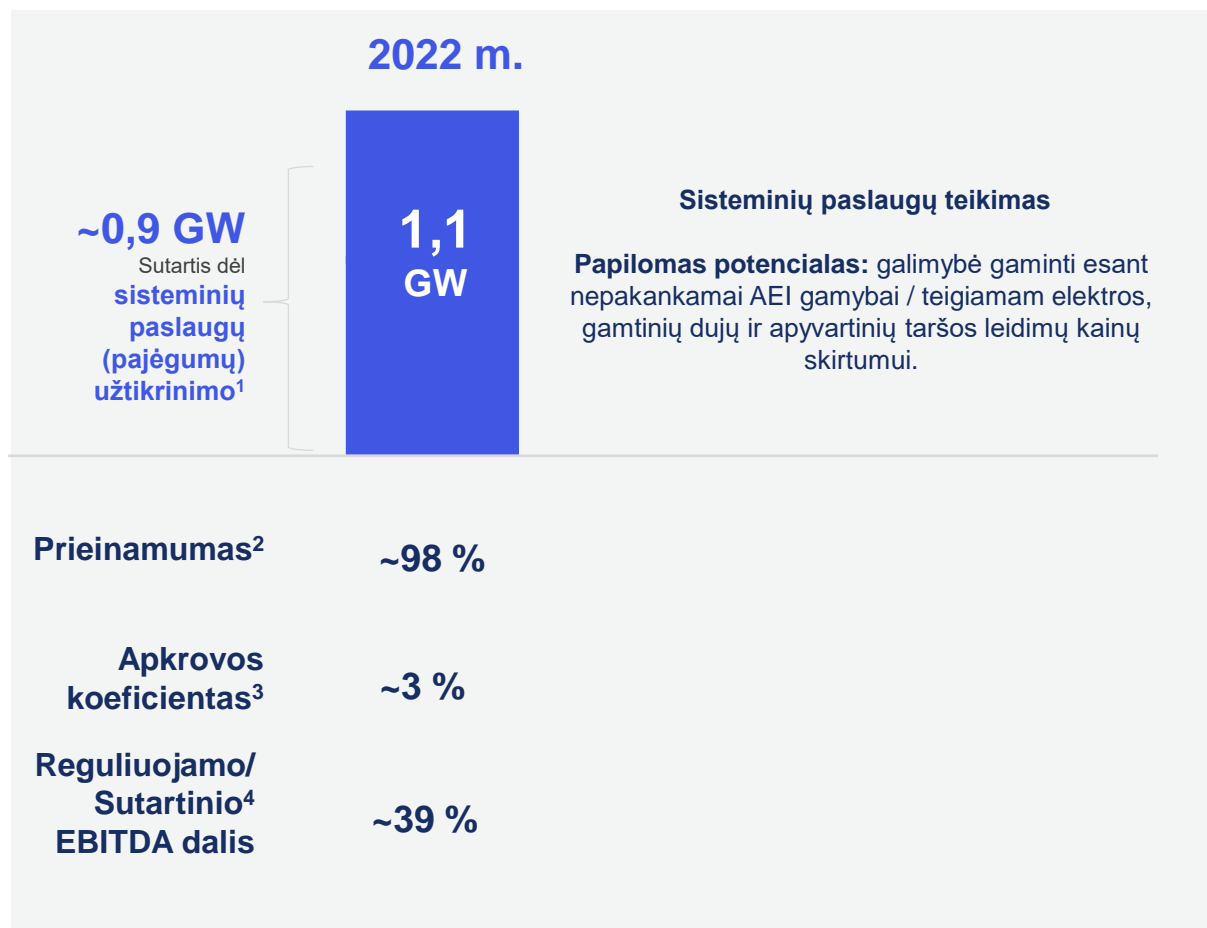 2022 m.
~0,9 GW
Sutartis dėl
sisteminių
paslaugų
(pajėgumų)
užtikrinimo¹
1,1
GW
Sisteminių paslaugų teikimas
Papilomas potencialas: galimybė gaminti esant
nepakankamai AEI gamybai / teigiamam elektros,
gamtinių dujų ir apyvartinių taršos leidimų kainų
skirtumui.
Prieinamumas²
~98 %
Apkrovos
koeficientas³
~3 %
Reguliuojamo/
Sutartinio⁴
EBITDA dalis
~39 %